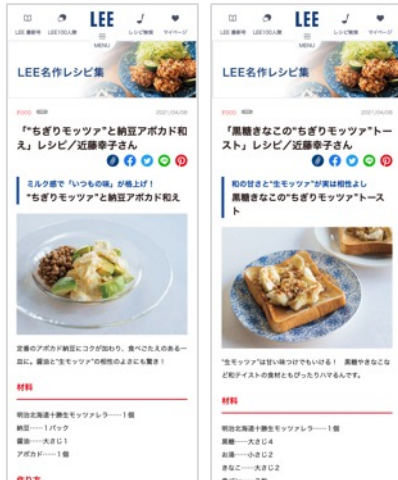 LEE
LEE 最新号
LEE100人隊
レシピ検索
マイページ
MENU
LEE名作レシピ集
FOOD
2021/04/08
「“ちぎりモッツァ”と納豆アボカド和
え」レシピ／近藤幸子さん
ミルク感で「いつもの味」が格上げ！
“ちぎりモッツァ”と納豆アボカド和え
定番のアボカド納豆にコクが加わり、食べごたえのある一
皿に。醤油と“生モッツァ”の相性のよさにも驚き！
材料
明治北海道十勝生モッツァレラ……1個
納豆……1パック
醤油……大さじ1
アボカド……1個
作り方
LEE
LEE 最新号
LEE100人隊
レシピ検索
マイページ
MENU
LEE名作レシピ集
FOOD
2021/04/08
「黒糖きなこの“ちぎりモッツァ”トー
スト」レシピ／近藤幸子さん
和の甘さと“生モッツァ”が実は相性よし
黒糖きなこの“ちぎりモッツァ”トース
ト
“生モッツァ”は甘い味つけでもいける！ 黒糖やきなこな
ど和テイストの食材ともぴったりハマるんです。
材料
明治北海道十勝生モッツァレラ……1個
黒糖……大さじ4
お湯……小さじ2
きなこ……大さじ2